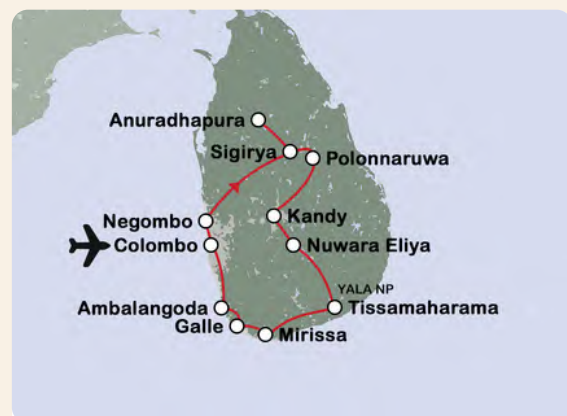 Anuradhapura
Sigirya
Polonnaruwa
Negombo
Kandy
Colombo
Nuwara Eliya
YALA NP
Ambalangoda
Tissamaharama
Galle
Mirissa